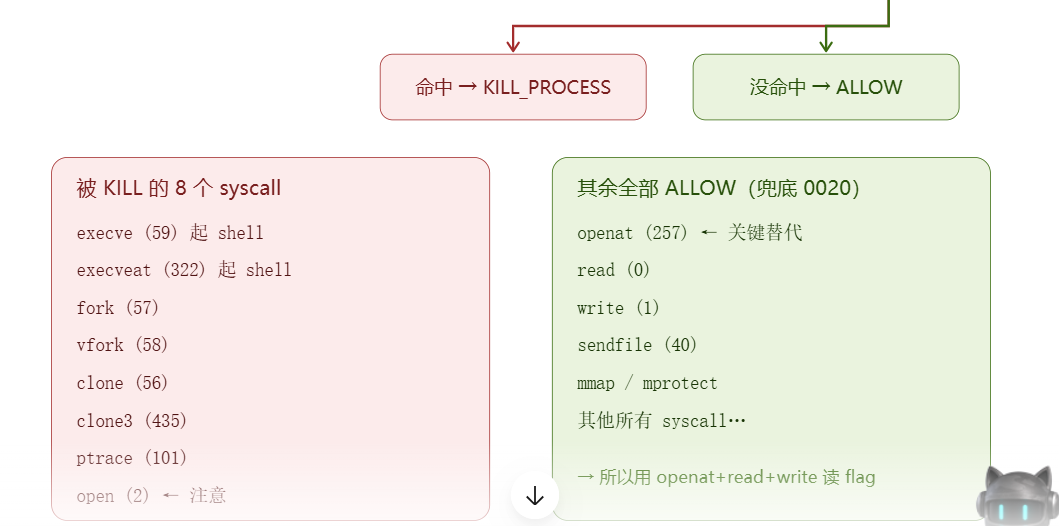 命中 → KILL_PROCESS
没命中 → ALLOW
被 KILL 的 8 个 syscall
execve (59) 起 shell
execveat (322) 起 shell
fork (57)
vfork (58)
clone (56)
clone3 (435)
ptrace (101)
open (2) ← 注意
其余全部 ALLOW（兜底 0020）
openat (257) ← 关键替代
read (0)
write (1)
sendfile (40)
mmap / mprotect
其他所有 syscall…
→ 所以用 openat+read+write 读 flag